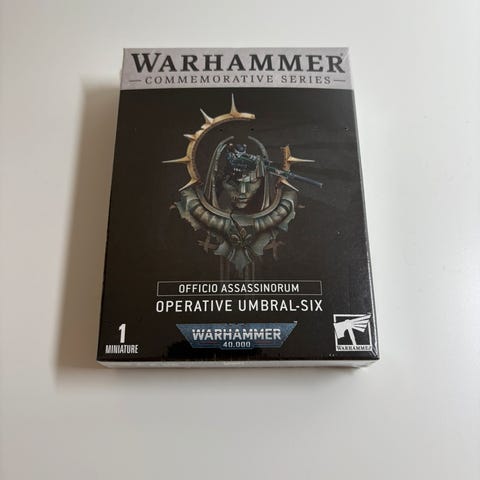 WARHAMMER
COMMEMORATIVE SERIES
OFFICIO ASSASSINORUM
OPERATIVE UMBRAL-SIX
WARHAMMER
40,000
1
MINIATURE
WARHAMMER